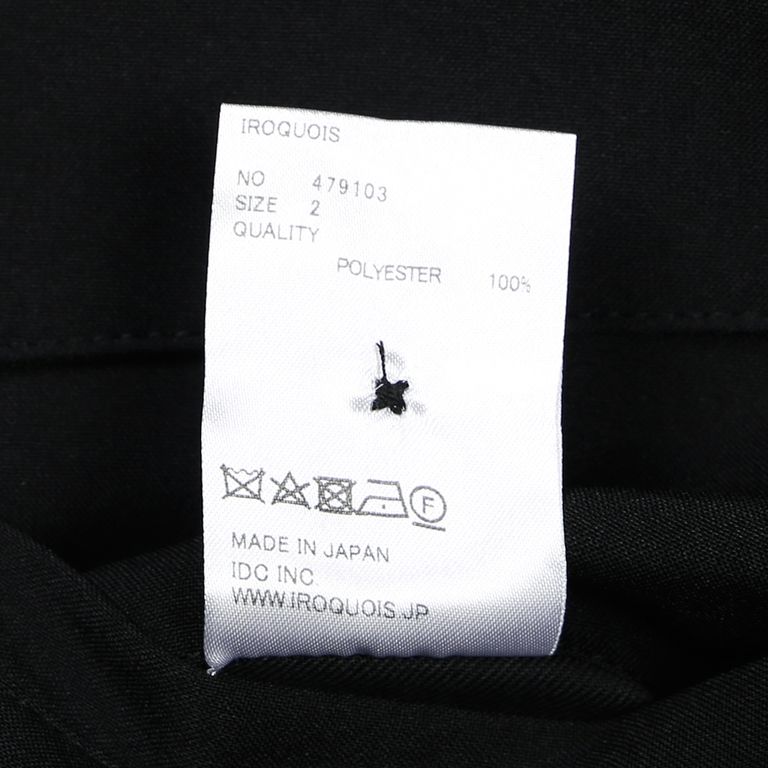 IROQUOIS
NO 479103
SIZE 2
QUALITY
POLYESTER 100%
F
MADE IN JAPAN
IDC INC.
WWW.IROQUOIS.JP